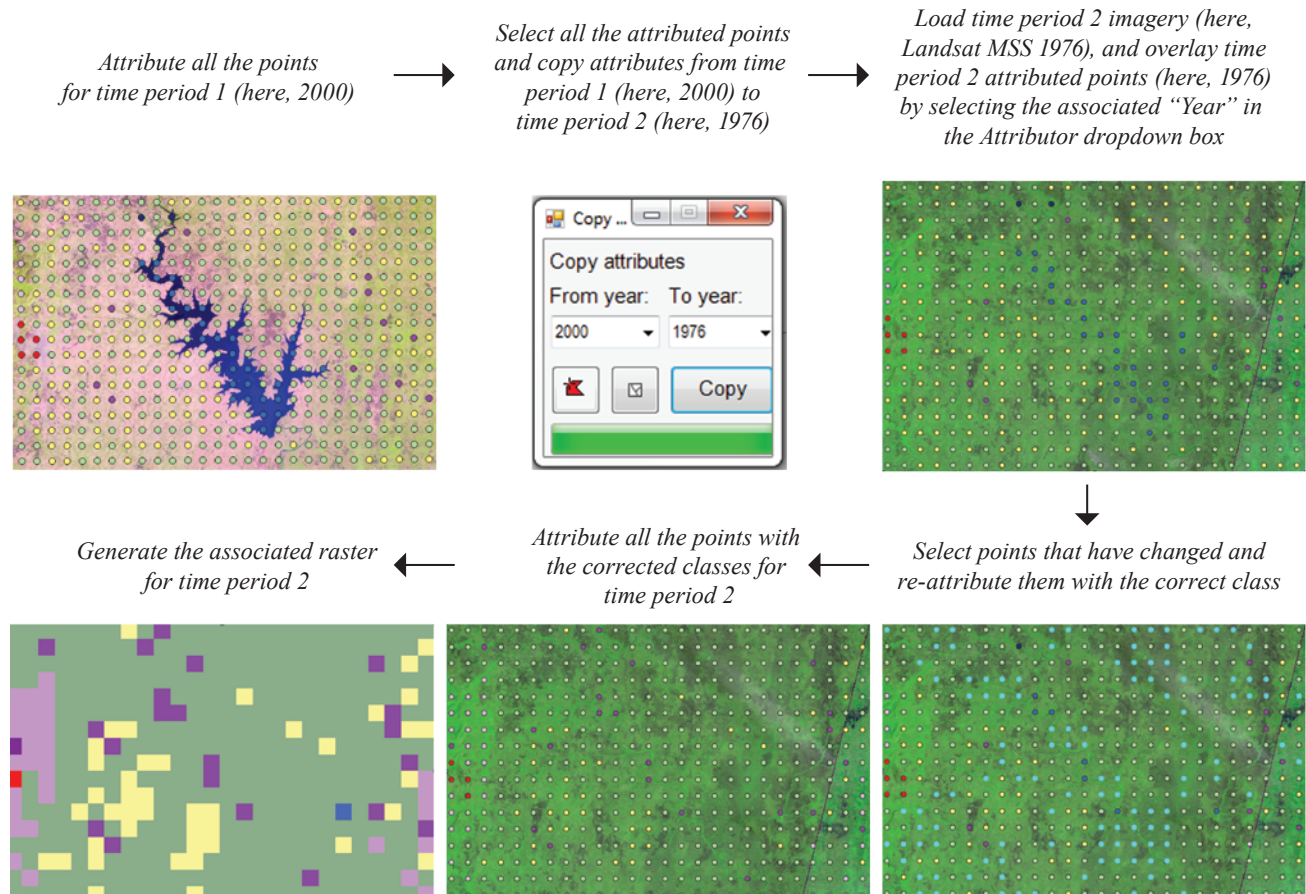 Attribute all the points
for time period 1 (here, 2000)
Select all the attributed points
and copy attributes from time
period 1 (here, 2000) to
time period 2 (here, 1976)
Load time period 2 imagery (here,
Landsat MSS 1976), and overlay time
period 2 attributed points (here, 1976)
by selecting the associated “Year” in
the Attributor dropdown box
Copy ...
Copy attributes
From year: To year:
2000 1976
Copy
Select points that have changed and
re-attribute them with the correct class
Attribute all the points with
the corrected classes for
time period 2
Generate the associated raster
for time period 2